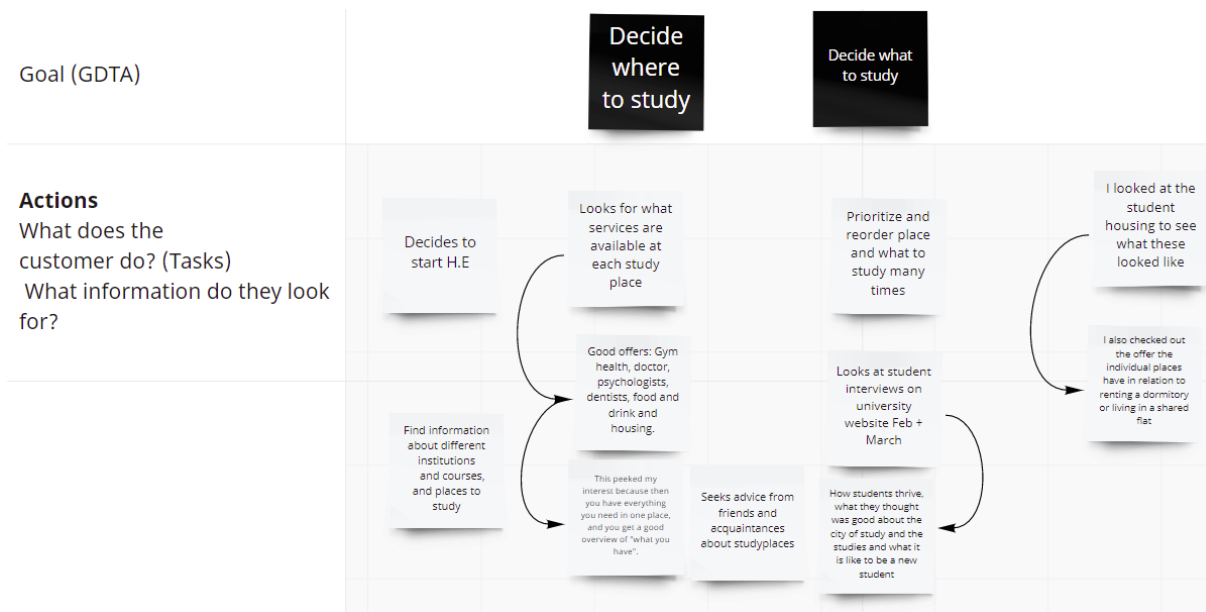 Goal (GDTA)
Decide
where
to study
Decide what
to study
Actions
What does the
customer do? (Tasks)
What information do they look
for?
Decides to
start H.E
Looks for what
services are
available at
each study
place
Prioritize and
reorder place
and what to
study many
times
I looked at the
student
housing to see
what these
looked like
Good offers: Gym
health, doctor,
psychologists,
dentists, food and
drink and
housing.
Looks at student
interviews on
university
website Feb +
March
I also checked out
the offer the
individual places
have in relation to
renting a dormitory
or living in a shared
flat
Find information
about different
institutions
and courses,
and places to
study
This peeked my
interest because then
you have everything
you need in one place,
and you get a good
overview of "what you
have".
Seeks advice from
friends and
acquaintances
about studyplaces
How students thrive,
what they thought
was good about the
city of study and the
studies and what it
is like to be a new
student